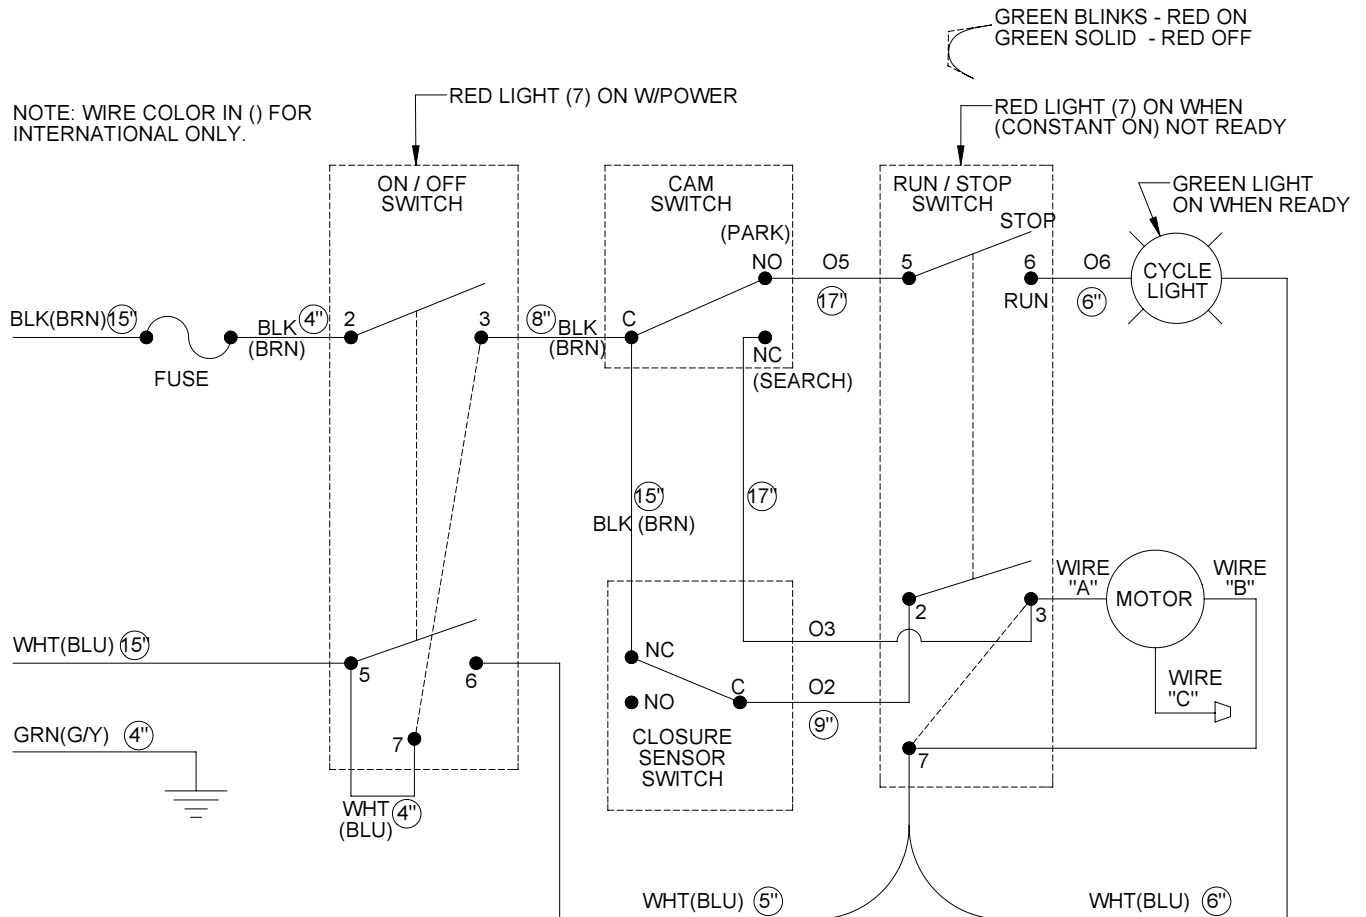 GREEN BLINKS - RED ON
GREEN SOLID - RED OFF
NOTE: WIRE COLOR IN () FOR
INTERNATIONAL ONLY.
RED LIGHT (7) ON W/POWER
RED LIGHT (7) ON WHEN
(CONSTANT ON) NOT READY
ON / OFF
SWITCH
CAM
SWITCH
RUN / STOP
SWITCH
GREEN LIGHT
ON WHEN READY
STOP
(PARK)
NO
O5
17"
5
6
RUN
O6
6"
CYCLE
LIGHT
BLK(BRN)
15"
FUSE
BLK
(BRN)
4"
2
3
8"
BLK
(BRN)
C
NC
(SEARCH)
15"
BLK (BRN)
17"
WIRE
"A"
MOTOR
WIRE
"B"
2
3
O3
WHT(BLU)
15"
5
6
NC
NO
C
O2
9"
WIRE
"C"
GRN(G/Y)
4"
7
CLOSURE
SENSOR
SWITCH
7
WHT
(BLU)
4"
WHT(BLU)
5"
WHT(BLU)
6"